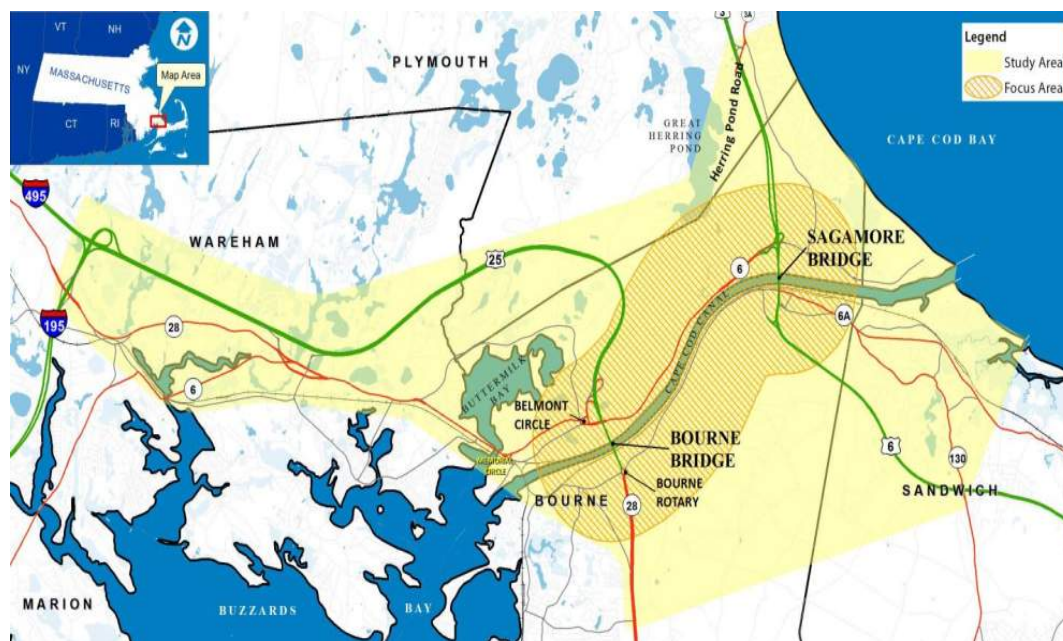 VT
NH
NY
MASSACHUSETTS
Map Area
CT
RI
N
PLYMOUTH
3
3A
Herring Pond Road
GREAT
HERRING
POND
Legend
Study Area
Focus Area
CAPE COD BAY
495
WAREHAM
25
SAGAMORE
BRIDGE
6
195
28
6
6A
CAPE COD CANAL
BUTTERMILK
BAY
BELMONT
CIRCLE
BOURNE
BRIDGE
MEMORIAL
CIRCLE
BOURNE
BOURNE
ROTARY
28
6
130
SANDWICH
MARION
BUZZARDS
BAY